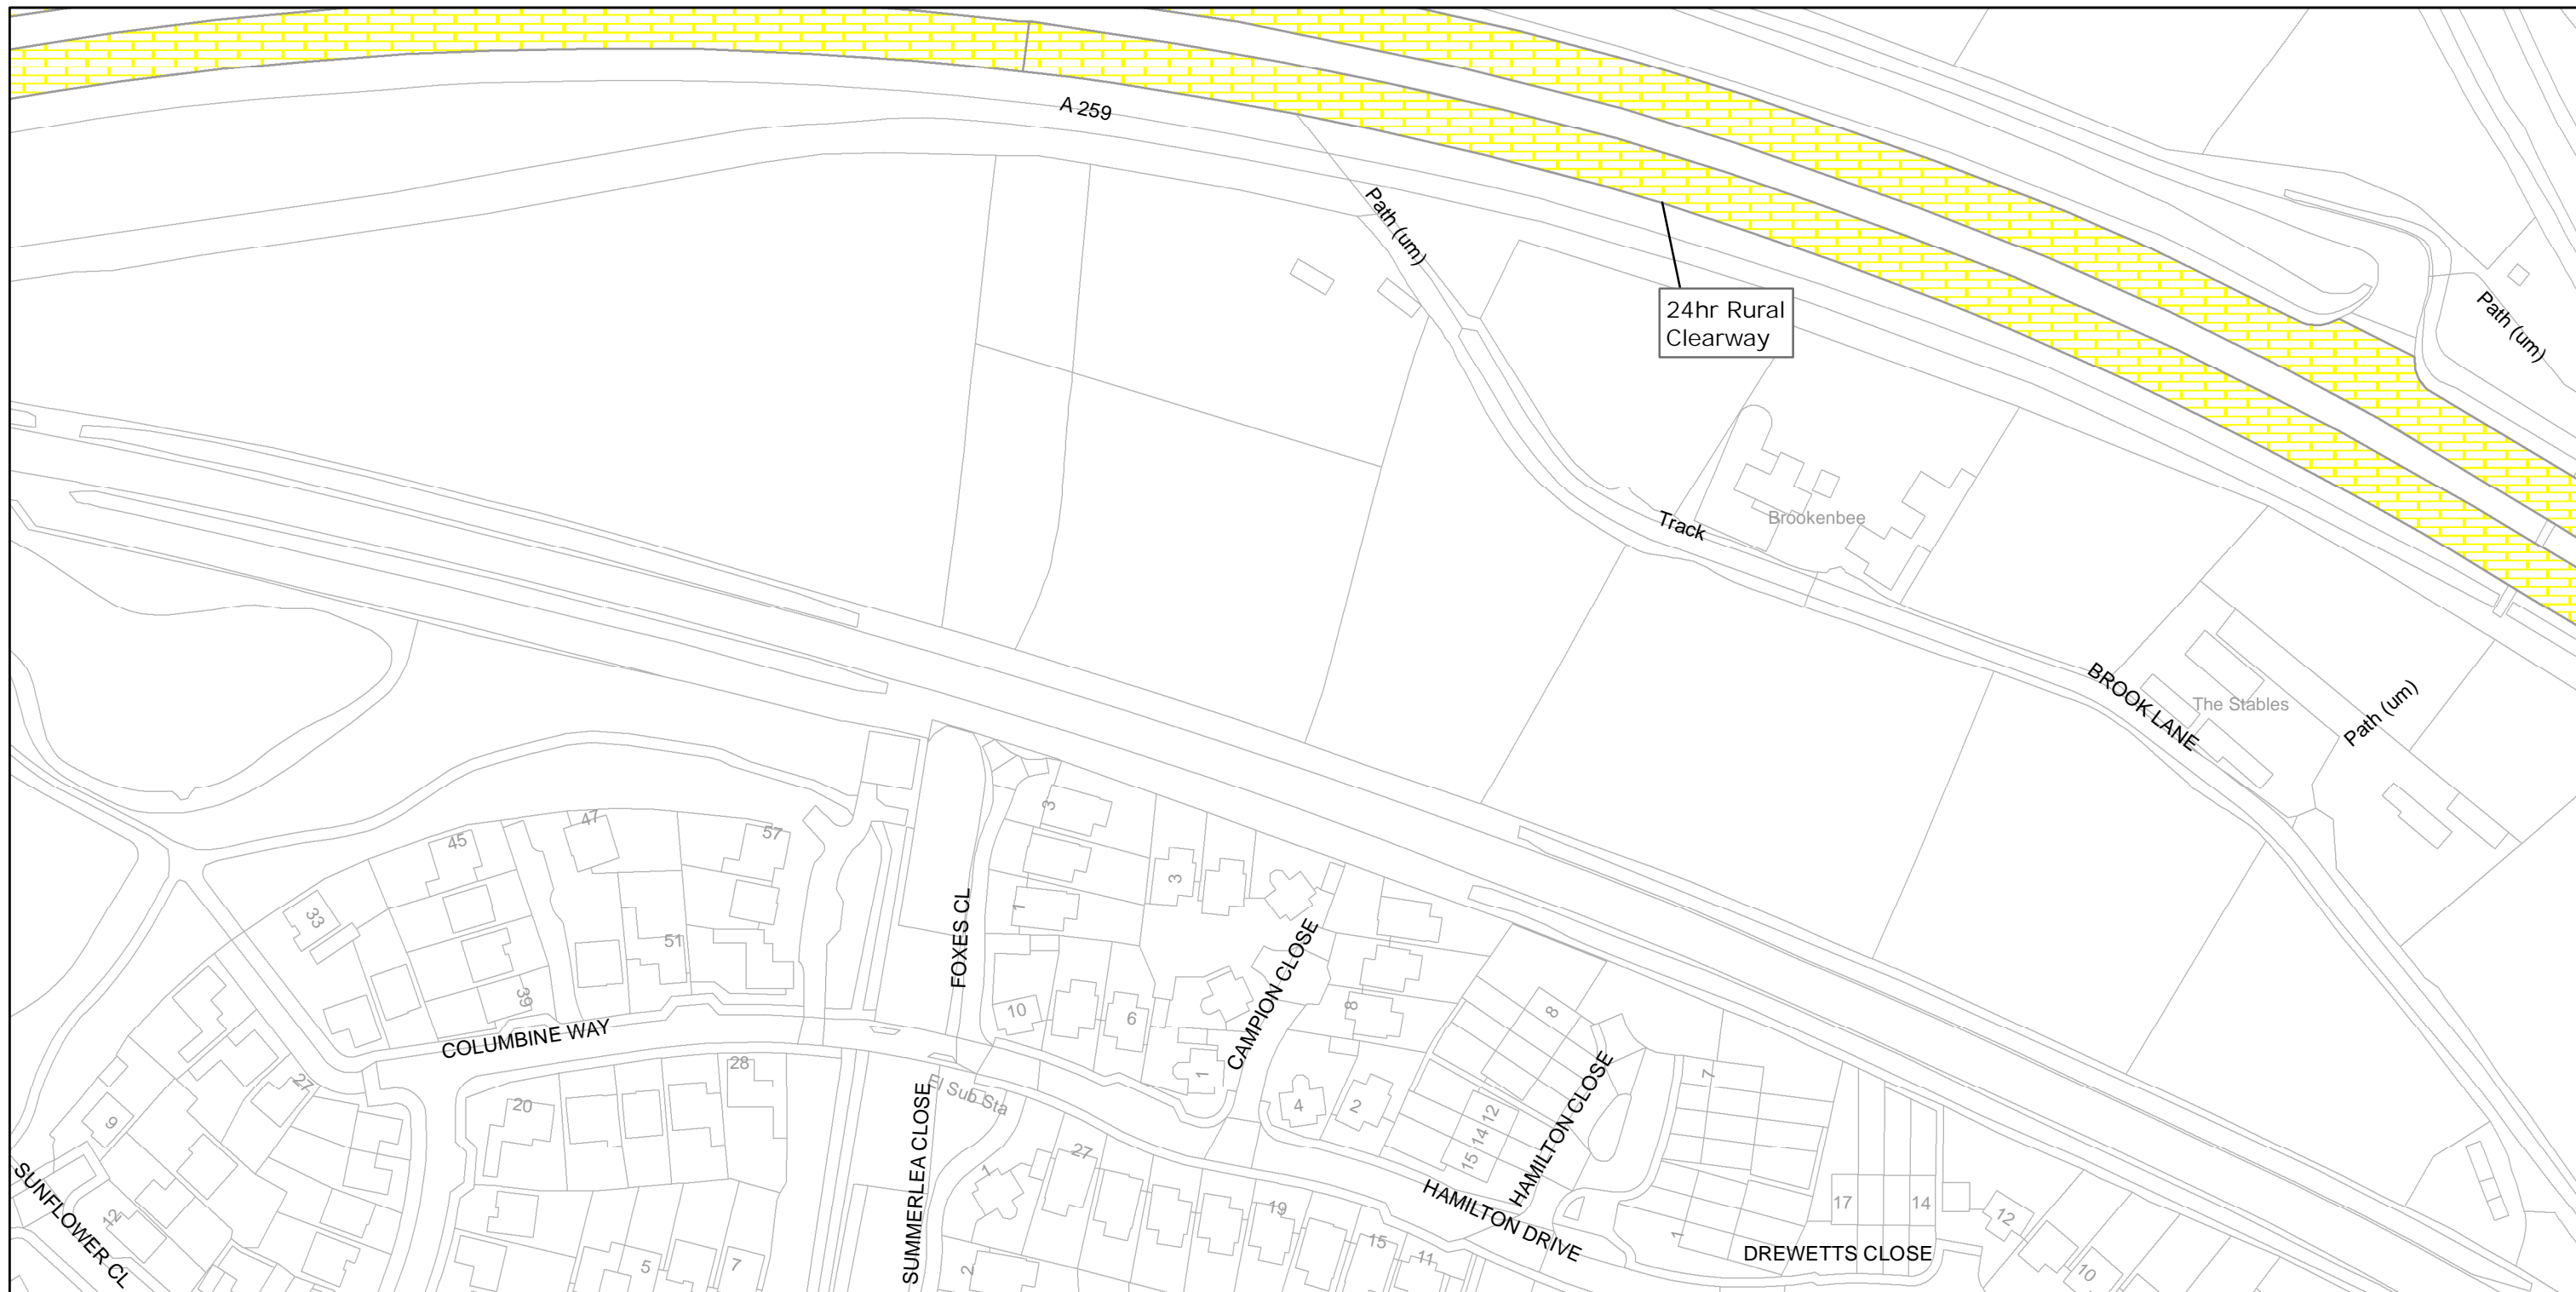 A 259
Path (um)
24hr Rural
Clearway
Path (um)
Track
Brookenbee
BROOK LANE
The Stables
Path (um)
3
47
57
45
3
33
1
51
FOXES CL
CAMPION CLOSE
39
10
6
8
8
COLUMBINE WAY
28
27
1
7
HAMILTON CLOSE
El Sub Sta
20
4
2
12
9
14
15
SUMMERLEA CLOSE
27
1
SUNFLOWER CL
12
19
HAMILTON DRIVE
17
14
12
15
1
11
DREWETTS CLOSE
5
7
2
10